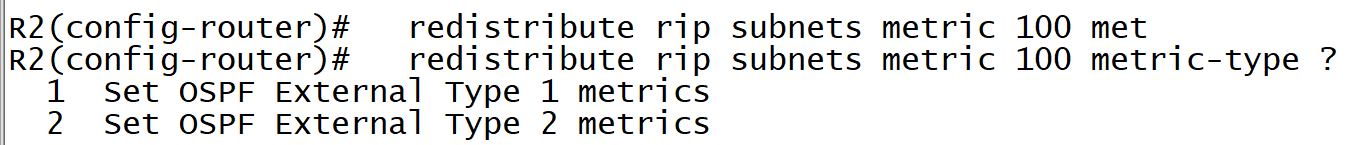 R2(config-router)#   redistribute rip subnets metric 100 met
R2(config-router)#   redistribute rip subnets metric 100 metric-type ?
  1  Set OSPF External Type 1 metrics
  2  Set OSPF External Type 2 metrics